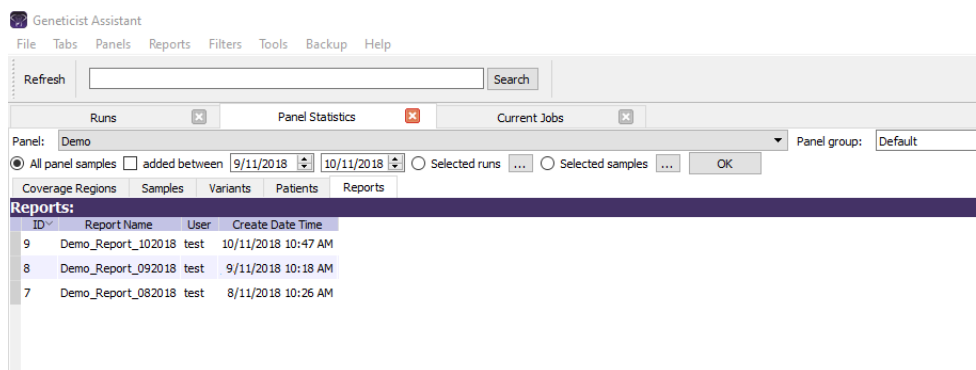 Geneticist Assistant
File Tabs Panels Reports Filters Tools Backup Help
Refresh Search
Runs Panel Statistics Current Jobs
Panel: Demo Panel group: Default
All panel samples added between 9/11/2018 10/11/2018 Selected runs ... Selected samples ... OK
Coverage Regions Samples Variants Patients Reports
Reports:
ID Report Name User Create Date Time
9 Demo_Report_102018 test 10/11/2018 10:47 AM
8 Demo_Report_092018 test 9/11/2018 10:18 AM
7 Demo_Report_082018 test 8/11/2018 10:26 AM